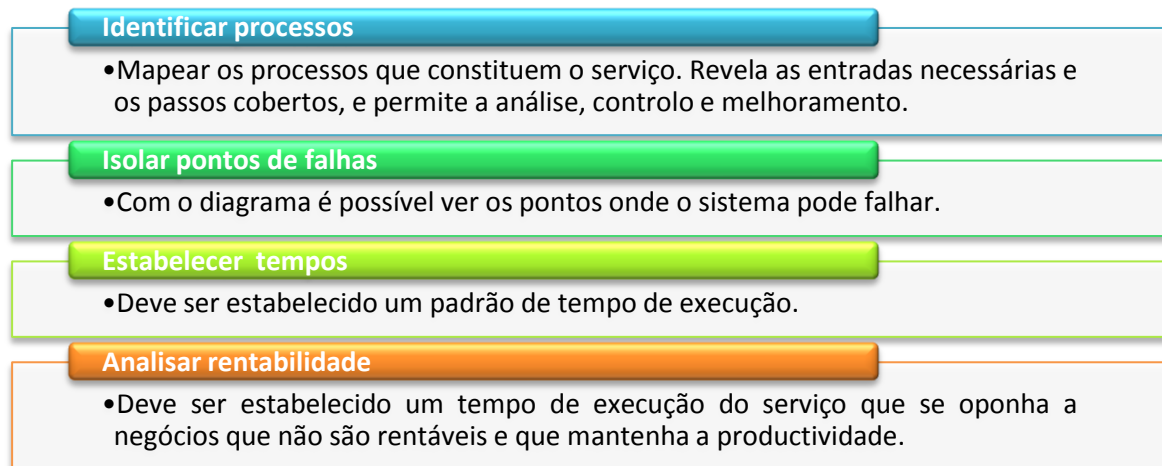 Identificar processos
•Mapear os processos que constituem o serviço. Revela as entradas necessárias e
os passos cobertos, e permite a análise, controlo e melhoramento.
Isolar pontos de falhas
•Com o diagrama é possível ver os pontos onde o sistema pode falhar.
Estabelecer tempos
•Deve ser estabelecido um padrão de tempo de execução.
Analisar rentabilidade
•Deve ser estabelecido um tempo de execução do serviço que se oponha a
negócios que não são rentáveis e que mantenha a productividade.